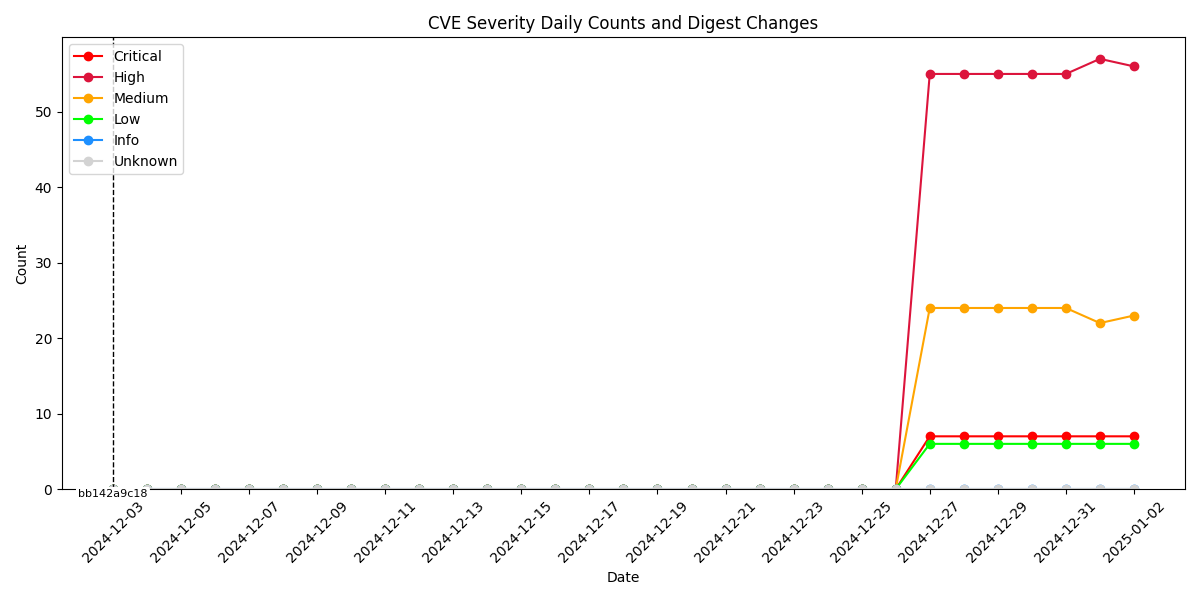 CVE Severity Daily Counts and Digest Changes
Critical
High
Medium
Low
Info
Unknown
Count
50
40
30
20
10
0
bb142a9c18
2024-12-03
2024-12-05
2024-12-07
2024-12-09
2024-12-11
2024-12-13
2024-12-15
2024-12-17
2024-12-19
2024-12-21
2024-12-23
2024-12-25
2024-12-27
2024-12-29
2024-12-31
2025-01-02
Date